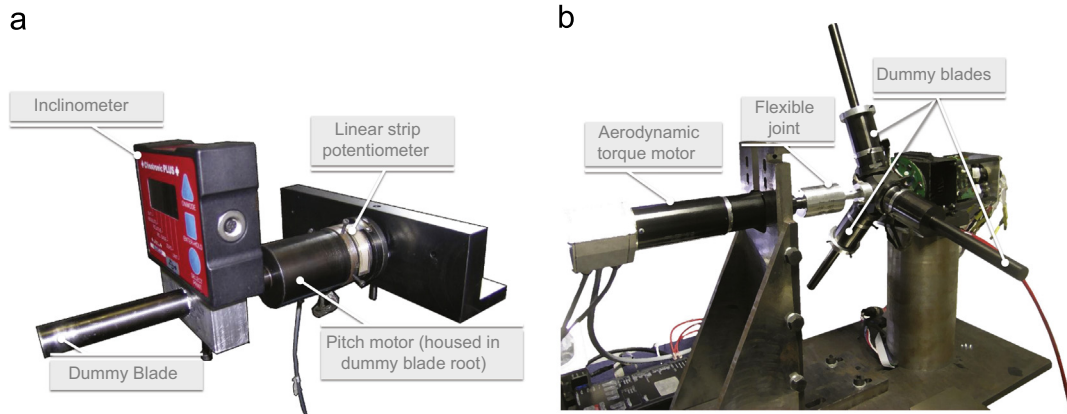 a
Inclinometer
Linear strip
potentiometer
PLUS
Pitch motor (housed in
dummy blade root)
Dummy Blade
b
Dummy blades
Flexible
joint
Aerodynamic
torque motor